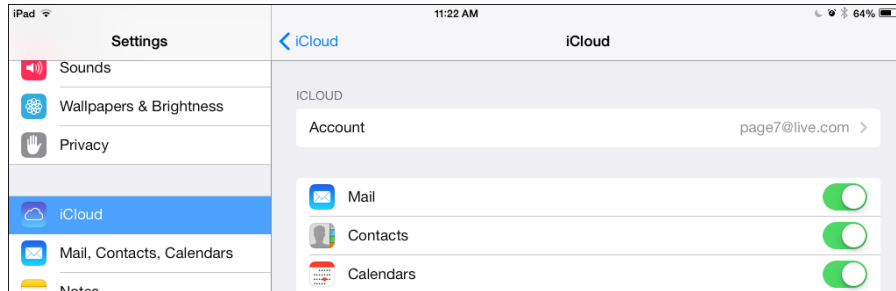 iPad 11:22 AM 64%
Settings
iCloud iCloud
Sounds
Wallpapers & Brightness
Privacy
iCloud
Mail, Contacts, Calendars
Notes
ICLOUD
Account page7@live.com
Mail
Contacts
Calendars